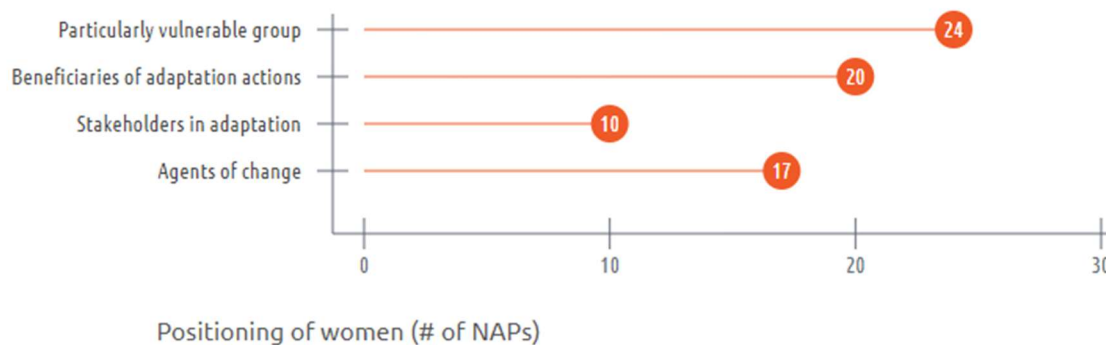 Particularly vulnerable group 24
Beneficiaries of adaptation actions 20
Stakeholders in adaptation 10
Agents of change 17
0 10 20 30
Positioning of women (# of NAPs)